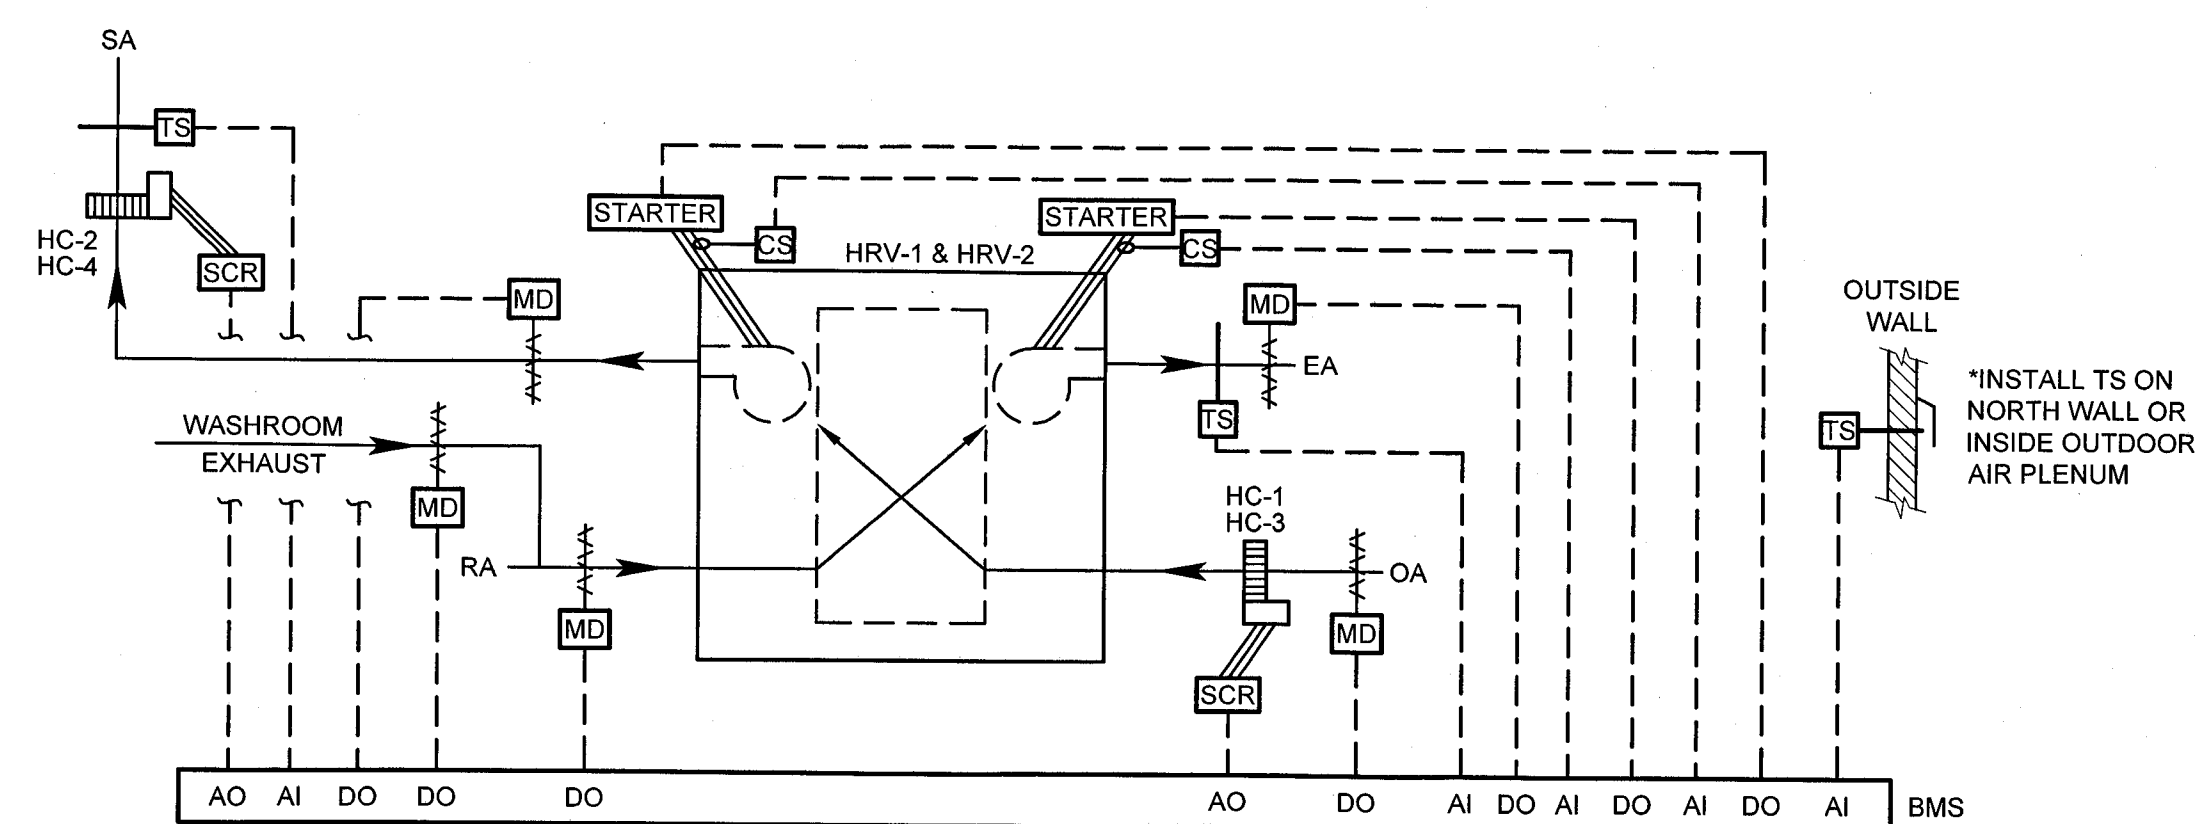 SA
TS
HC-2
HC-4
SCR
MD
STARTER
CS
HRV-1 & HRV-2
STARTER
CS
MD
EA
TS
OUTSIDE
WALL
*INSTALL TS ON
NORTH WALL OR
INSIDE OUTDOOR
AIR PLENUM
TS
WASHROOM
EXHAUST
MD
RA
MD
HC-1
HC-3
OA
MD
SCR
AO AI DO DO DO AO DO AI DO AI DO AI DO AI BMS